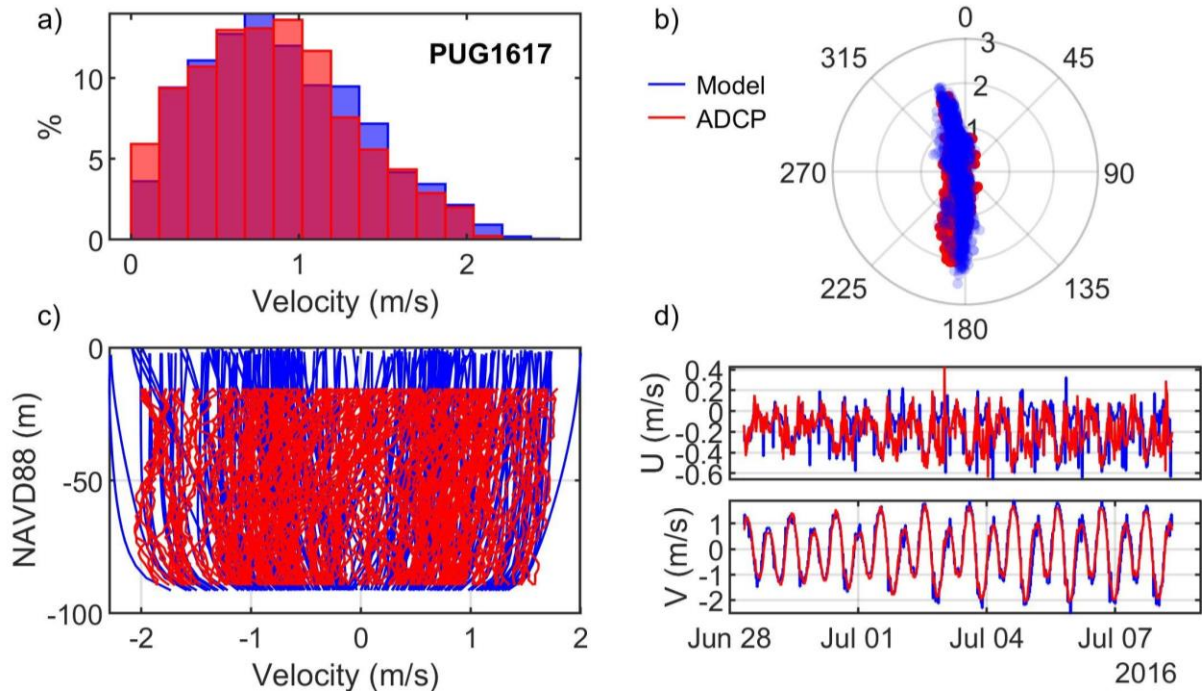 a)
PUG1617
%
10
5
0
0
1
2
Velocity (m/s)
b)
Model
ADCP
0
45
90
135
180
225
270
315
3
2
1
c)
NAVD88 (m)
0
-50
-100
-2
-1
0
1
2
Velocity (m/s)
d)
U (m/s)
0.4
0.2
0
-0.2
-0.4
-0.6
V (m/s)
1
0
-1
-2
Jun 28
Jul 01
Jul 04
Jul 07
2016